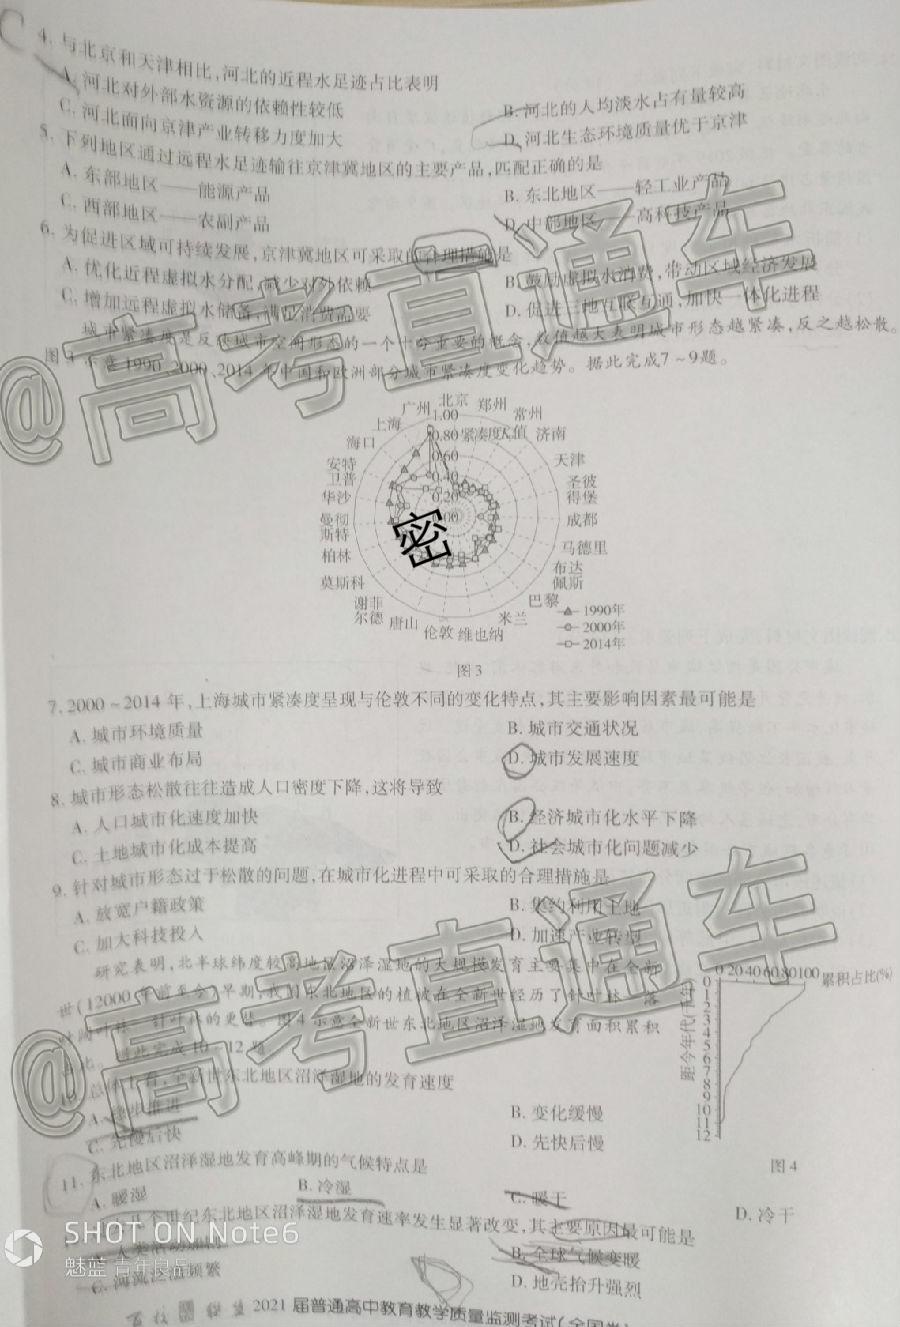 4. 与北京和天津相比,河北的近程水足迹占比表明
A. 河北对外部水资源的依赖性较低
B. 河北的人均淡水占有量较高
C. 河北面向京津产业转移力度加大
D. 河北生态环境质量优于京津
5. 下列地区通过远程水足迹输往京津冀地区的主要产品,匹配正确的是
A. 东部地区——能源产品
B. 东北地区——轻工业产品
C. 西部地区——农副产品
D. 中部地区——高科技产品
6. 为促进区域可持续发展,京津冀地区可采取的合理措施是
A. 优化近程虚拟水分配,减少对外依赖
B. 鼓励虚拟水消费,带动区域经济发展
C. 增加远程虚拟水储备,满足消费需要
D. 促进三地互联互通,加快一体化进程
城市紧凑度是反映城市空间形态的一个十分重要的概念,数值越大表明城市形态越紧凑,反之越松散。
图 示意1990、2000、2014年中国和欧洲部分城市紧凑度变化趋势。据此完成7~9题。
广州 北京 郑州 常州
上海 1.00
海口 0.80 紧凑度 值 济南
安特卫普 0.60 天津
华沙 0.40 圣彼得堡
曼彻斯特 0.20 成都
0.00
柏林 马德里
莫斯科 布达佩斯
谢菲尔德 唐山 伦敦 维也纳 米兰 巴黎
1990年
2000年
2014年
图3
密
7. 2000~2014年,上海城市紧凑度呈现与伦敦不同的变化特点,其主要影响因素最可能是
A. 城市环境质量
B. 城市交通状况
C. 城市商业布局
D. 城市发展速度
8. 城市形态松散往往造成人口密度下降,这将导致
A. 人口城市化速度加快
B. 经济城市化水平下降
C. 土地城市化成本提高
D. 社会城市化问题减少
9. 针对城市形态过于松散的问题,在城市化进程中可采取的合理措施是
A. 放宽户籍政策
B. 集约利用土地
C. 加大科技投入
D. 加速产业转型
研究表明,北半球纬度较高地区沼泽湿地的大规模发育主要集中在全新
世(12000年前至今)早期,我国东北地区的植被在全新世经历了针叶林—落
叶阔叶林—针叶林的更替。图4示意全新世东北地区沼泽湿地发育面积累积
占比。据此完成10~12题。
0 20 40 60 80 100 累积占比(%)
0
1
2
3
4
5
6
7
8
9
10
11
12
距今年代(千年)
图4
总体上看,全新世东北地区沼泽湿地的发育速度
A. 稳步推进
B. 变化缓慢
C. 先慢后快
D. 先快后慢
11. 东北地区沼泽湿地发育高峰期的气候特点是
A. 暖湿
B. 冷湿
C. 暖干
D. 冷干
个世纪东北地区沼泽湿地发育速率发生显著改变,其主要原因最可能是
A. 人类活动加剧
B. 全球气候变暖
C. 河流泛滥频繁
D. 地壳抬升强烈
2021届普通高中教育教学质量监测考试(全国卷)
@高考直通车
@高考直通车
SHOT ON Note6
魅蓝 青年良品